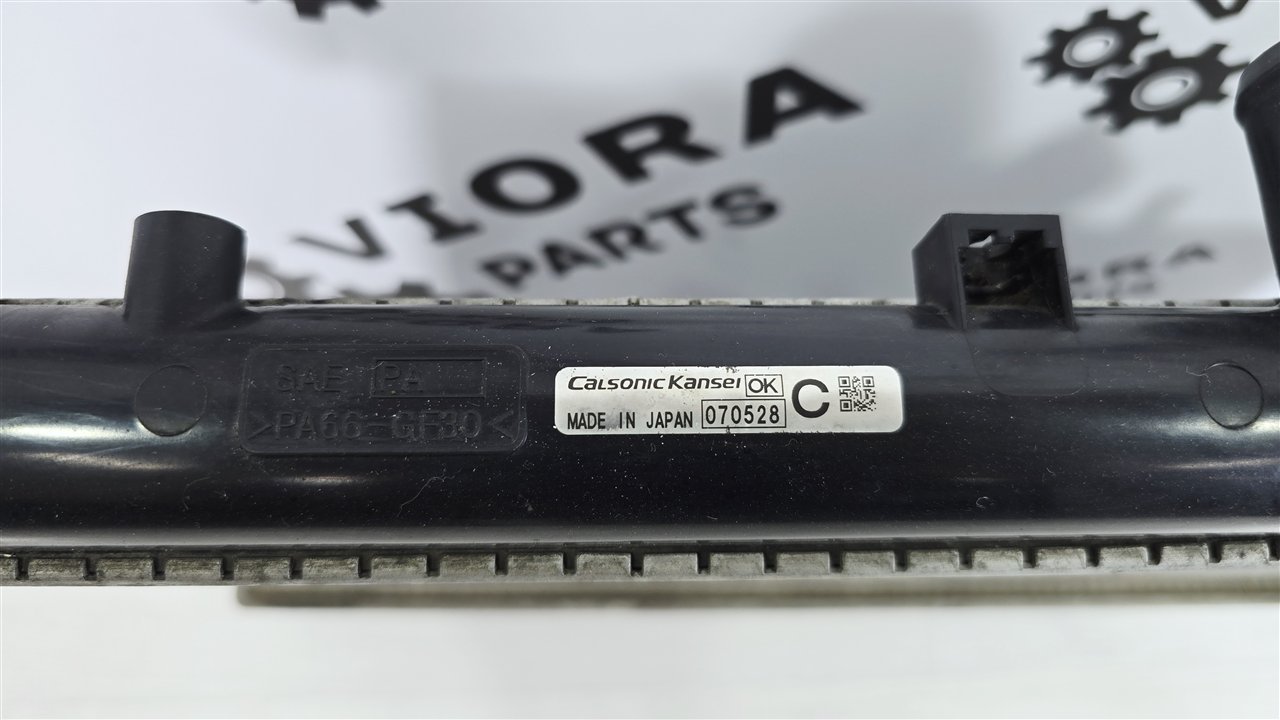 VIORA
PARTS
SAE PA
>PA66-GF30<
CALSONIC KANSEI OK C
MADE IN JAPAN 070528